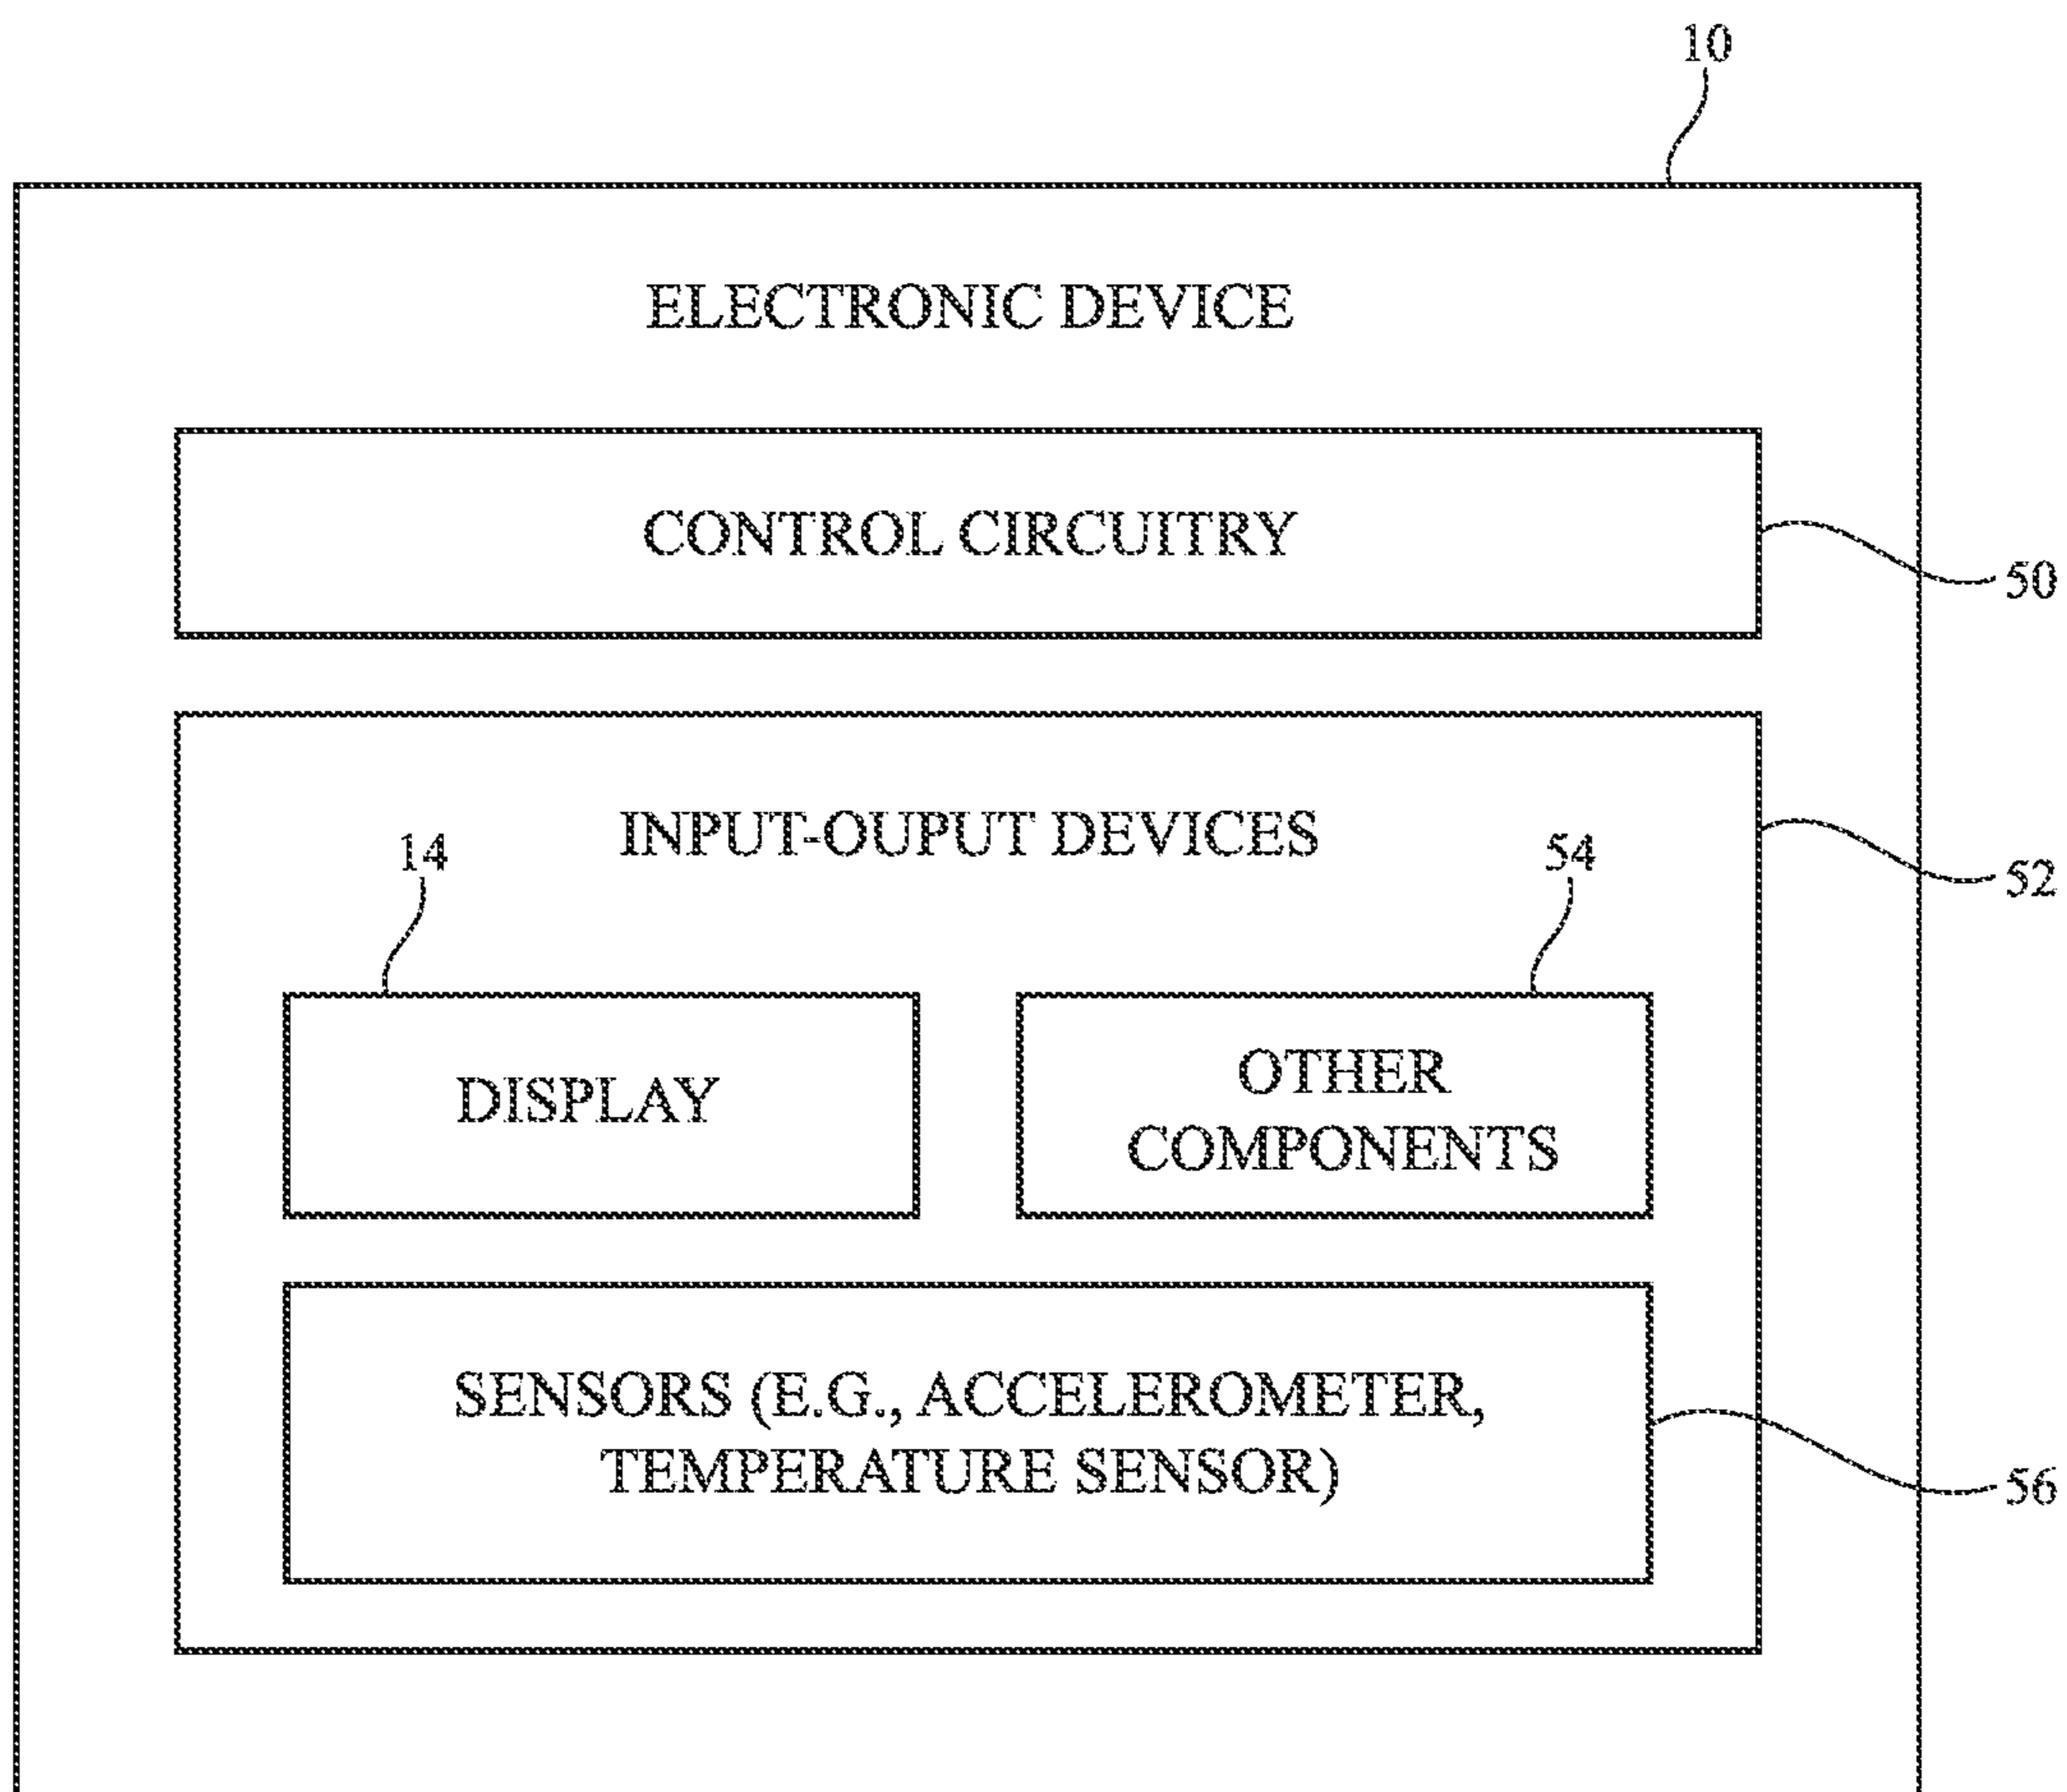 10
ELECTRONIC DEVICE
CONTROL CIRCUITRY
50
INPUT-OUPUT DEVICES
52
14
54
DISPLAY
OTHER
COMPONENTS
SENSORS (E.G., ACCELEROMETER,
TEMPERATURE SENSOR)
56